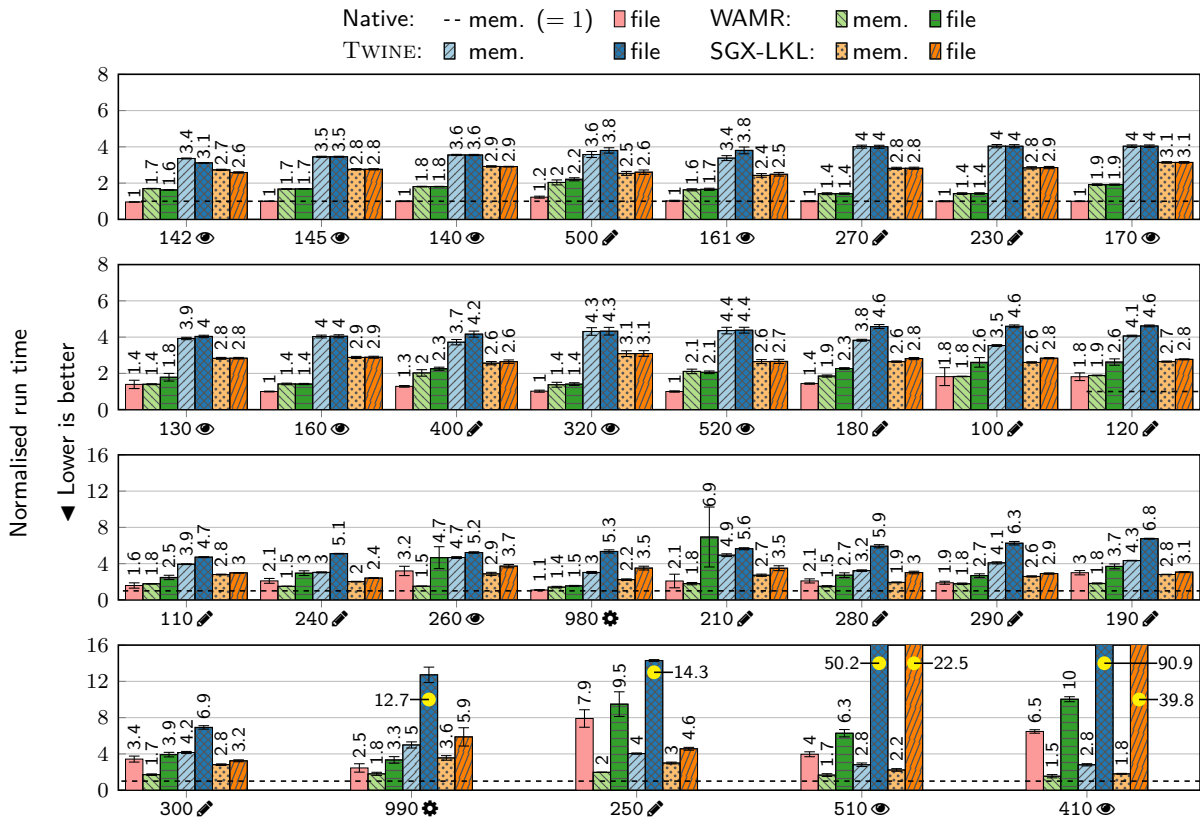 Native: mem. (= 1) file WAMR: mem. file
TWINE: mem. file SGX-LKL: mem. file
Normalised run time
◄ Lower is better
8
6
4
2
0
1 1.7 1.6 3.4 3.1 2.7 2.6
1 1.7 1.7 3.5 3.5 2.8 2.8
1 1.8 1.8 3.6 3.6 2.9 2.9
1.2 2 2.2 3.6 3.8 2.5 2.6
1 1.6 1.7 3.4 3.8 2.4 2.5
1 1.4 1.4 4 4 2.8 2.8
1 1.4 1.4 4 4 2.8 2.9
1 1.9 1.9 4 4 3.1 3.1
142 145 140 500 161 270 230 170
8
6
4
2
0
1.4 1.4 1.8 3.9 4 2.8 2.8
1 1.4 1.4 4 4 2.9 2.9
1.3 2 2.2 3.7 4.2 2.6 2.6
1 1.4 1.4 4.3 4.3 3.1 3.1
1 2.1 2.1 4.4 4.4 2.6 2.7
1.4 1.9 2.3 3.8 4.6 2.6 2.8
1.8 1.8 2.6 3.5 4.6 2.6 2.8
1.8 1.9 2.6 4.1 4.6 2.6 2.8
130 160 400 320 520 180 100 120
16
12
8
4
0
1.6 1.8 2.5 3.9 4.7 2.8 3
2.1 1.5 3 3 5.1 2 2.4
3.2 1.5 4.7 4.7 5.2 2.9 3.7
1.1 1.4 1.5 3 5.3 2.2 3.5
2.1 1.8 6.9 4.9 5.6 2.7 3.5
2.1 1.5 2.7 3.2 5.9 1.9 3
1.9 1.8 2.7 4.1 6.3 2.6 2.9
3 1.8 3.7 4.3 6.8 2.8 3.1
110 240 260 980 210 280 290 190
16
12
8
4
0
3.4 1.7 3.9 4.2 6.9 2.8 3.2
2.5 1.8 3.3 5 12.7 3.6 5.9
7.9 2 9.5 4 14.3 3 4.6
4 1.7 6.3 2.8 50.2 2.2 22.5
6.5 1.5 10 2.8 90.9 1.8 39.8
300 990 250 510 410